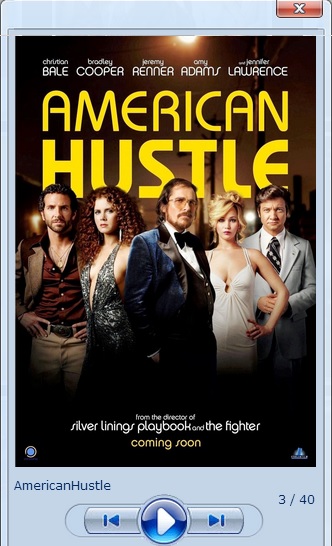 christian BALE bradley COOPER jeremy RENNER amy ADAMS and jennifer LAWRENCE
AMERICAN
HUSTLE
from the director of
silver linings playbook and the fighter
coming soon
AmericanHustle
3 / 40